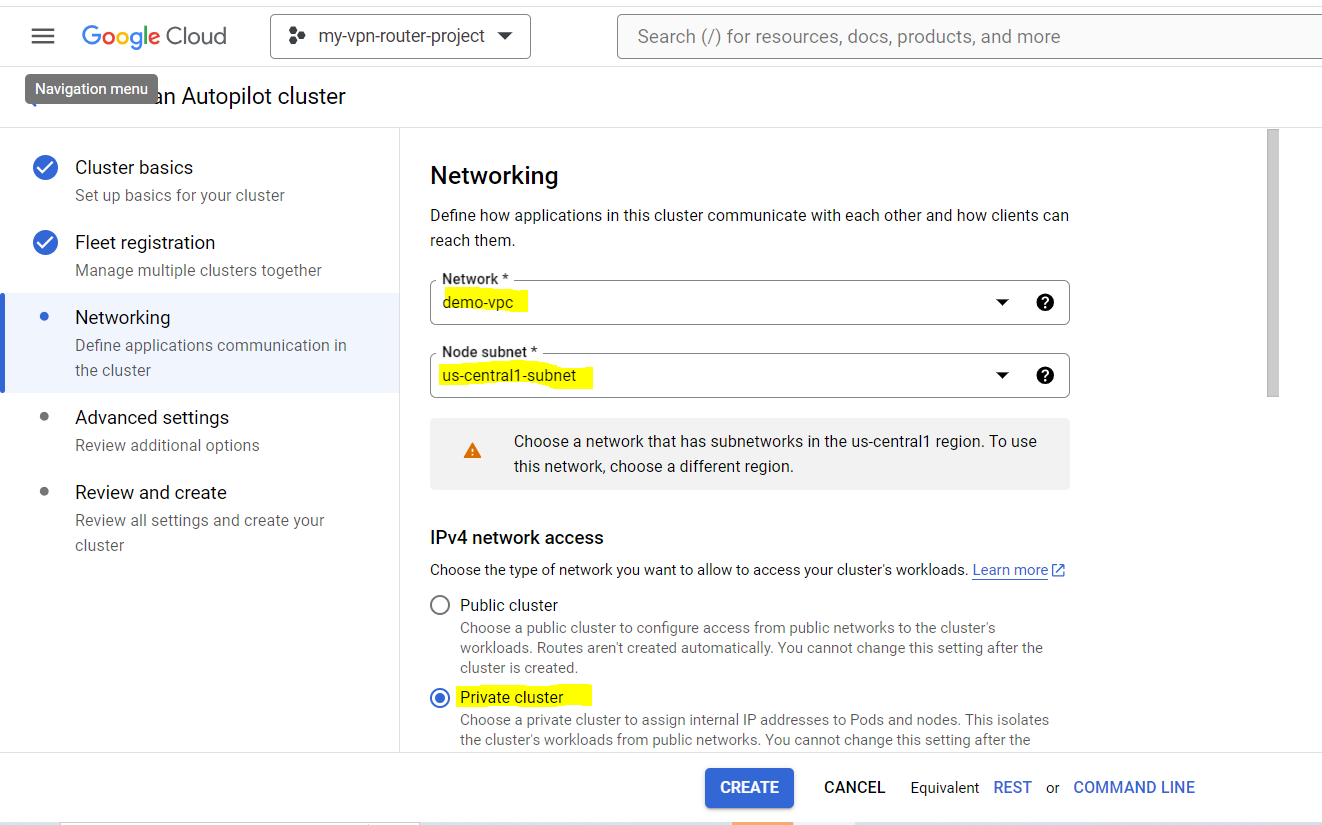 Google Cloud
my-vpn-router-project
Search (/) for resources, docs, products, and more
Navigation menu
an Autopilot cluster
Cluster basics
Set up basics for your cluster
Fleet registration
Manage multiple clusters together
Networking
Define applications communication in
the cluster
Advanced settings
Review additional options
Review and create
Review all settings and create your
cluster
Networking
Define how applications in this cluster communicate with each other and how clients can
reach them.
Network *
demo-vpc
Node subnet *
us-central1-subnet
Choose a network that has subnetworks in the us-central1 region. To use
this network, choose a different region.
IPv4 network access
Choose the type of network you want to allow to access your cluster's workloads. Learn more
Public cluster
Choose a public cluster to configure access from public networks to the cluster's
workloads. Routes aren't created automatically. You cannot change this setting after the
cluster is created.
Private cluster
Choose a private cluster to assign internal IP addresses to Pods and nodes. This isolates
the cluster's workloads from public networks. You cannot change this setting after the
CREATE CANCEL Equivalent REST or COMMAND LINE